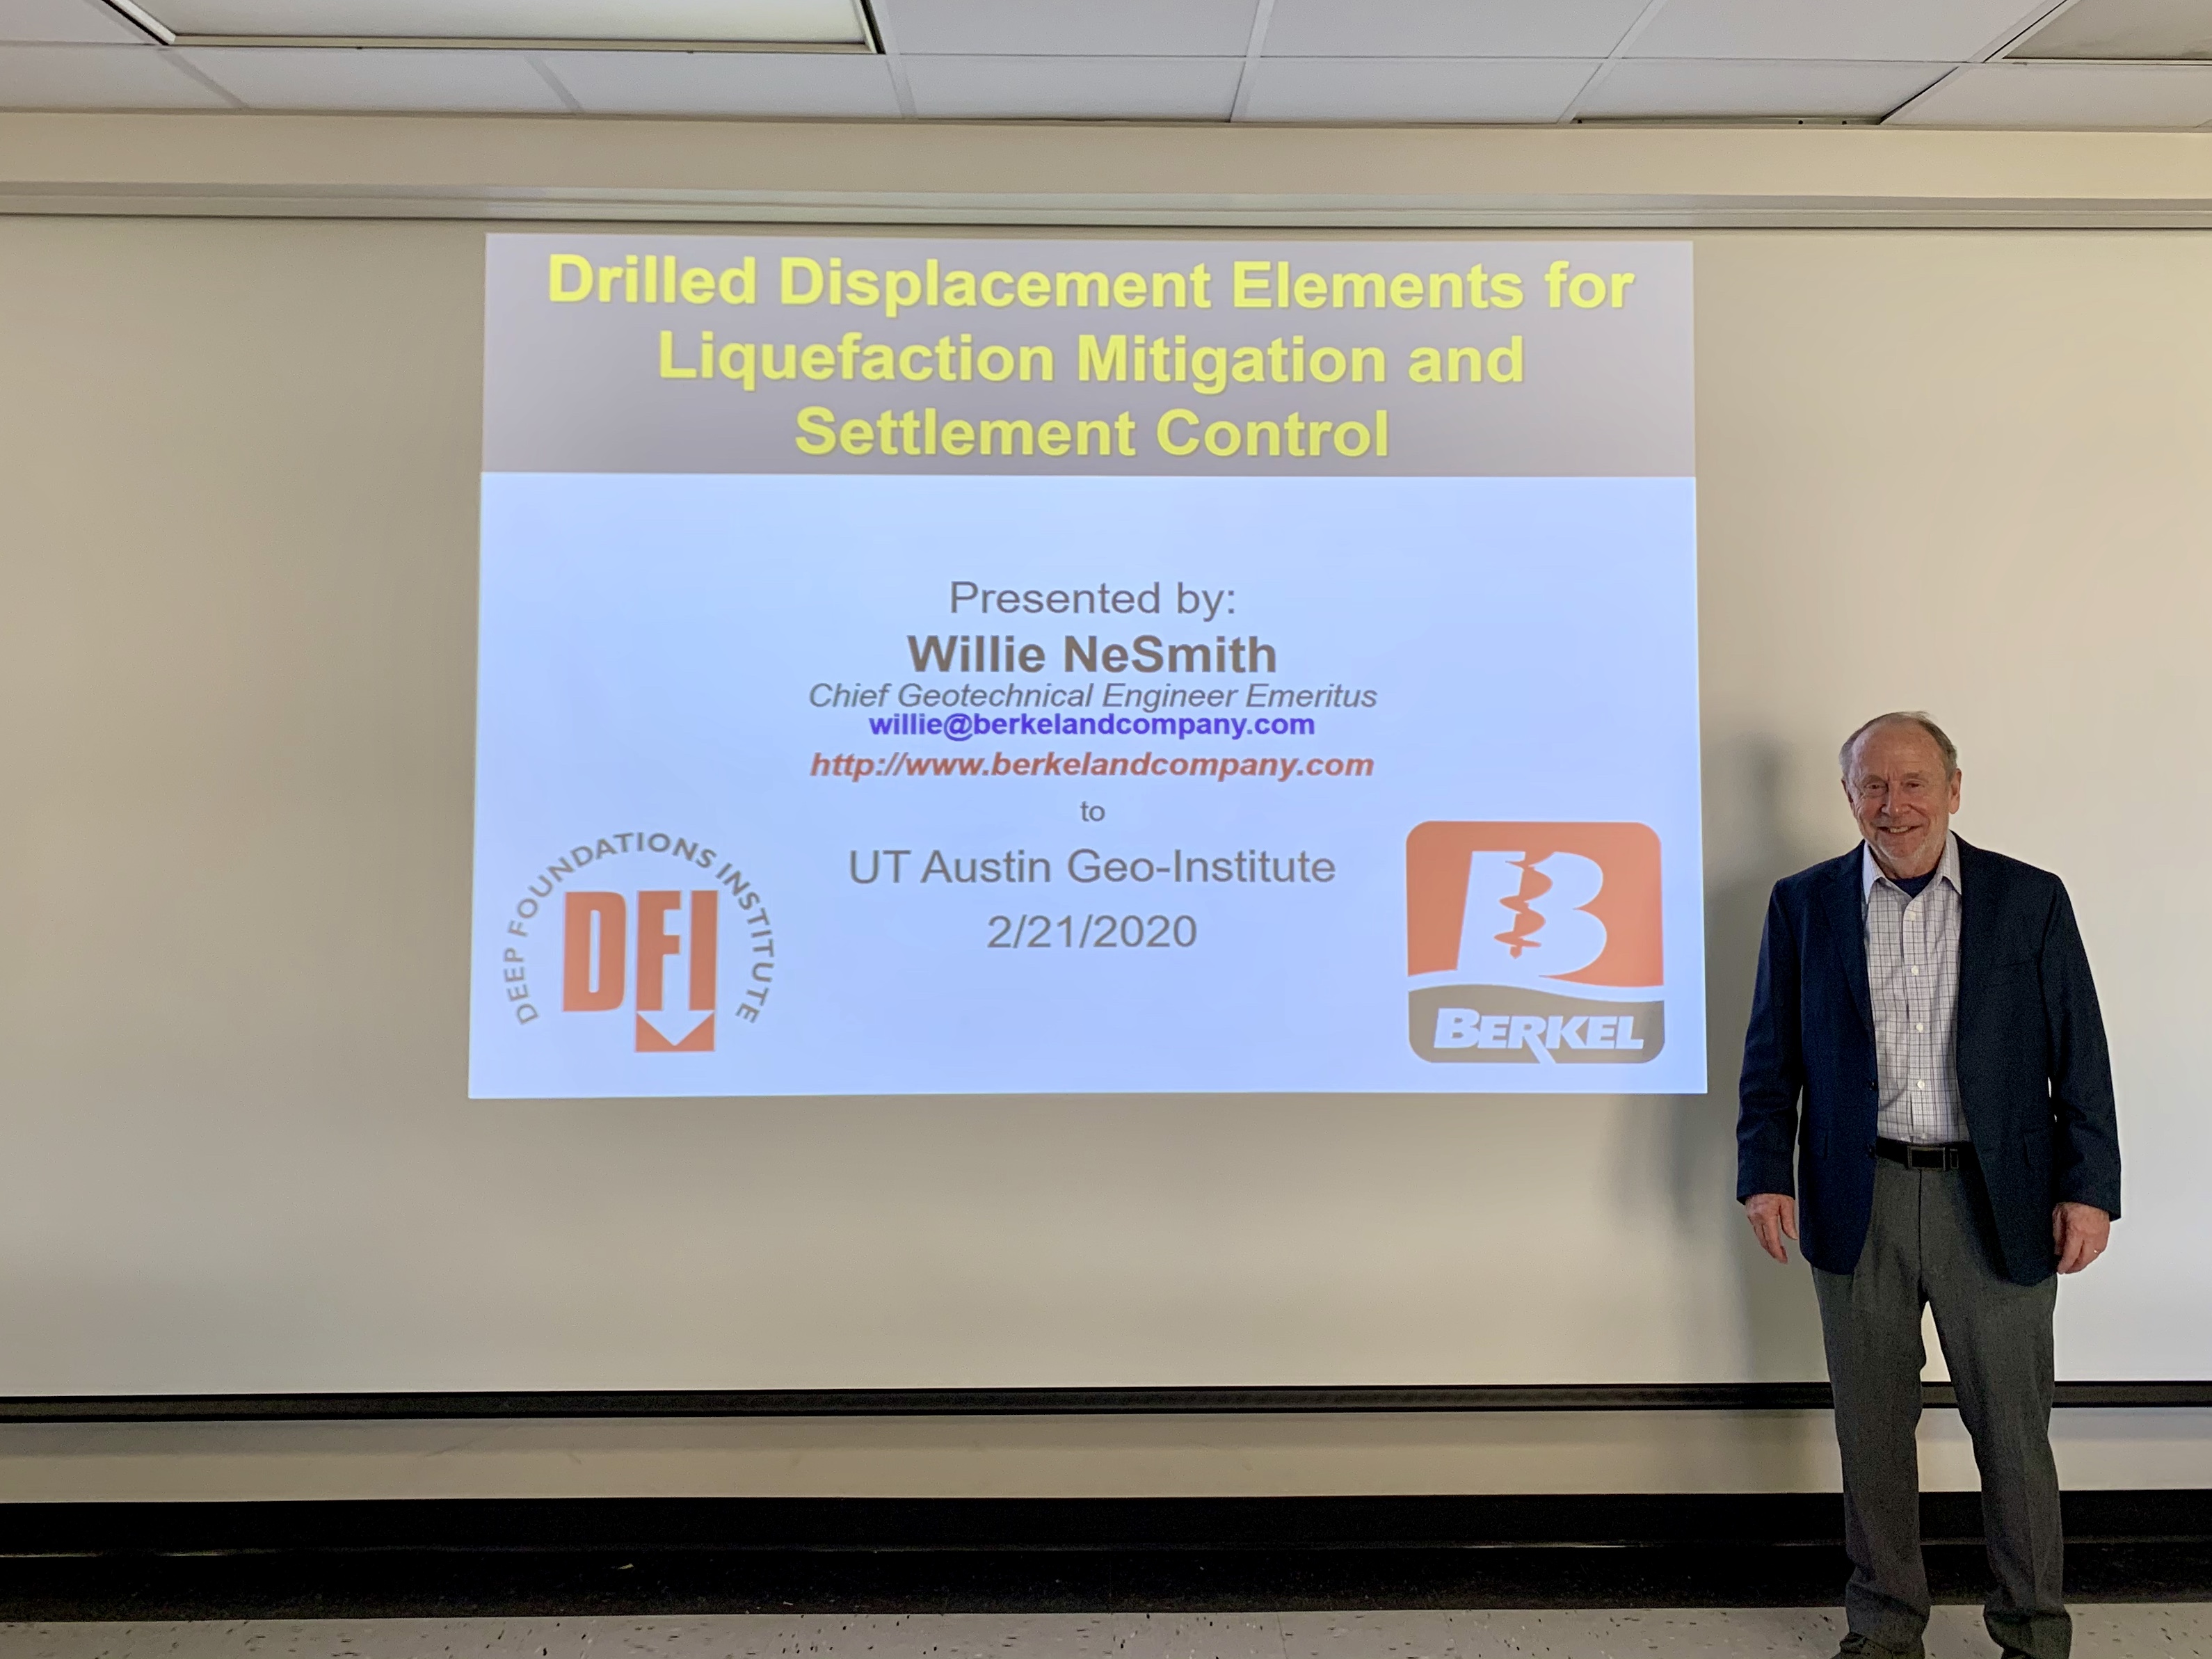 Drilled Displacement Elements for
Liquefaction Mitigation and
Settlement Control
Presented by:
Willie NeSmith
Chief Geotechnical Engineer Emeritus
willie@berkelandcompany.com
http://www.berkelandcompany.com
to
UT Austin Geo-Institute
2/21/2020
DEEP FOUNDATIONS INSTITUTE
DFI
B
BERKEL